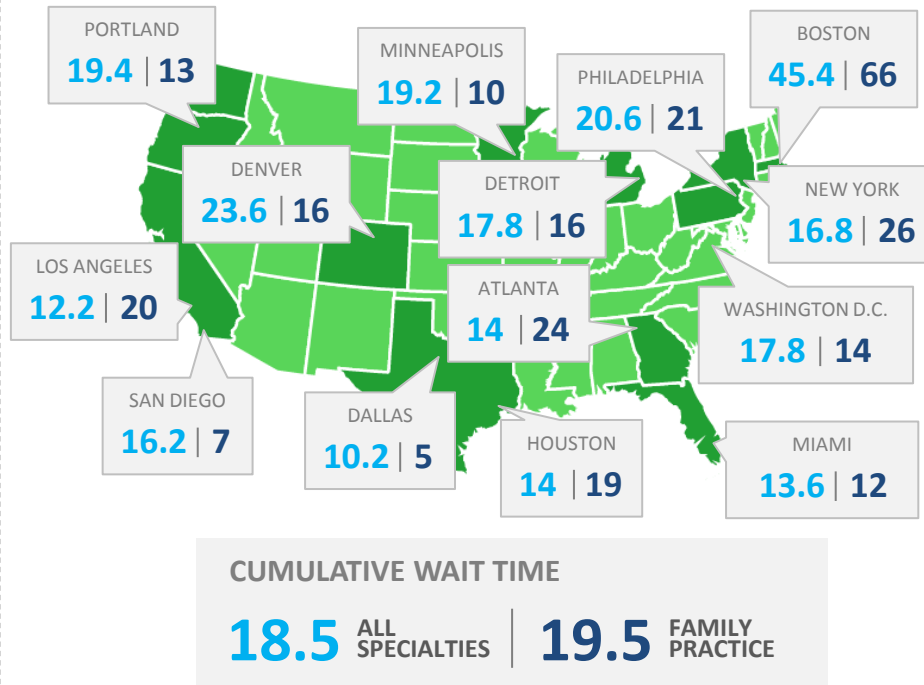 PORTLAND
19.4 | 13
MINNEAPOLIS
19.2 | 10
BOSTON
45.4 | 66
PHILADELPHIA
20.6 | 21
DENVER
23.6 | 16
DETROIT
17.8 | 16
NEW YORK
16.8 | 26
LOS ANGELES
12.2 | 20
ATLANTA
14 | 24
WASHINGTON D.C.
17.8 | 14
SAN DIEGO
16.2 | 7
DALLAS
10.2 | 5
HOUSTON
14 | 19
MIAMI
13.6 | 12
CUMULATIVE WAIT TIME
18.5 ALL SPECIALTIES | 19.5 FAMILY PRACTICE